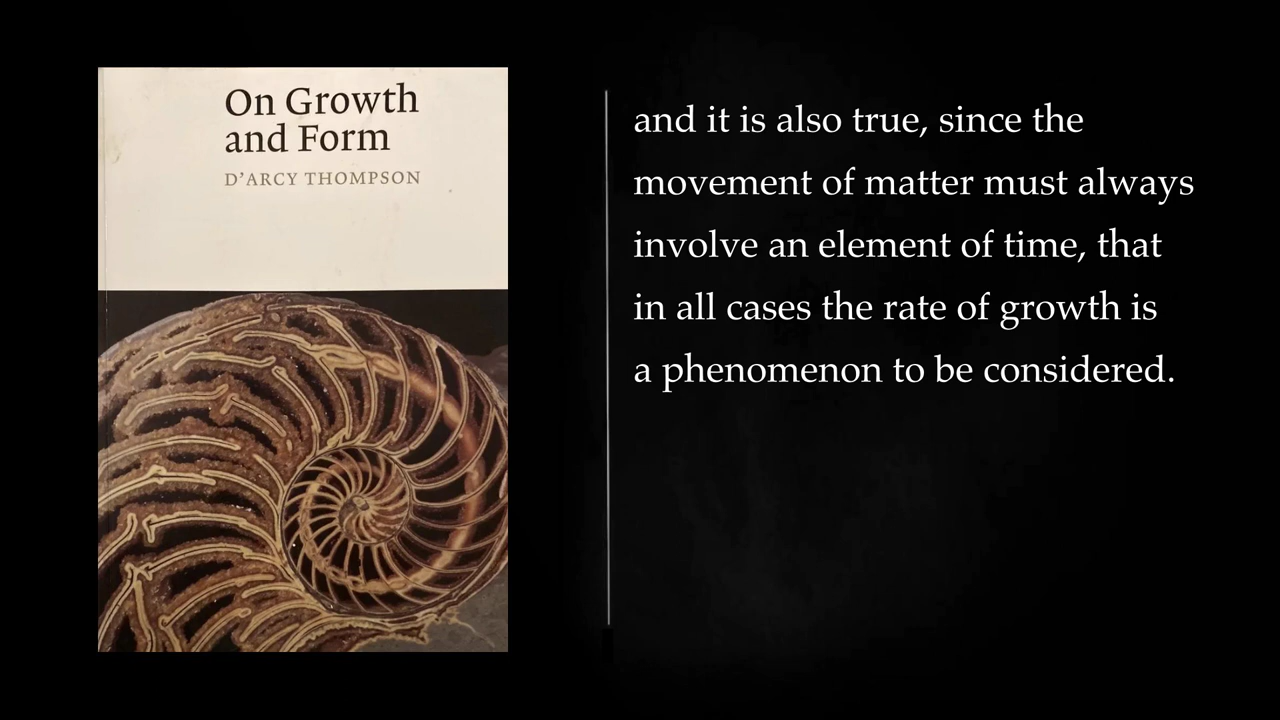 On Growth
and Form
D'ARCY THOMPSON
and it is also true, since the
movement of matter must always
involve an element of time, that
in all cases the rate of growth is
a phenomenon to be considered.